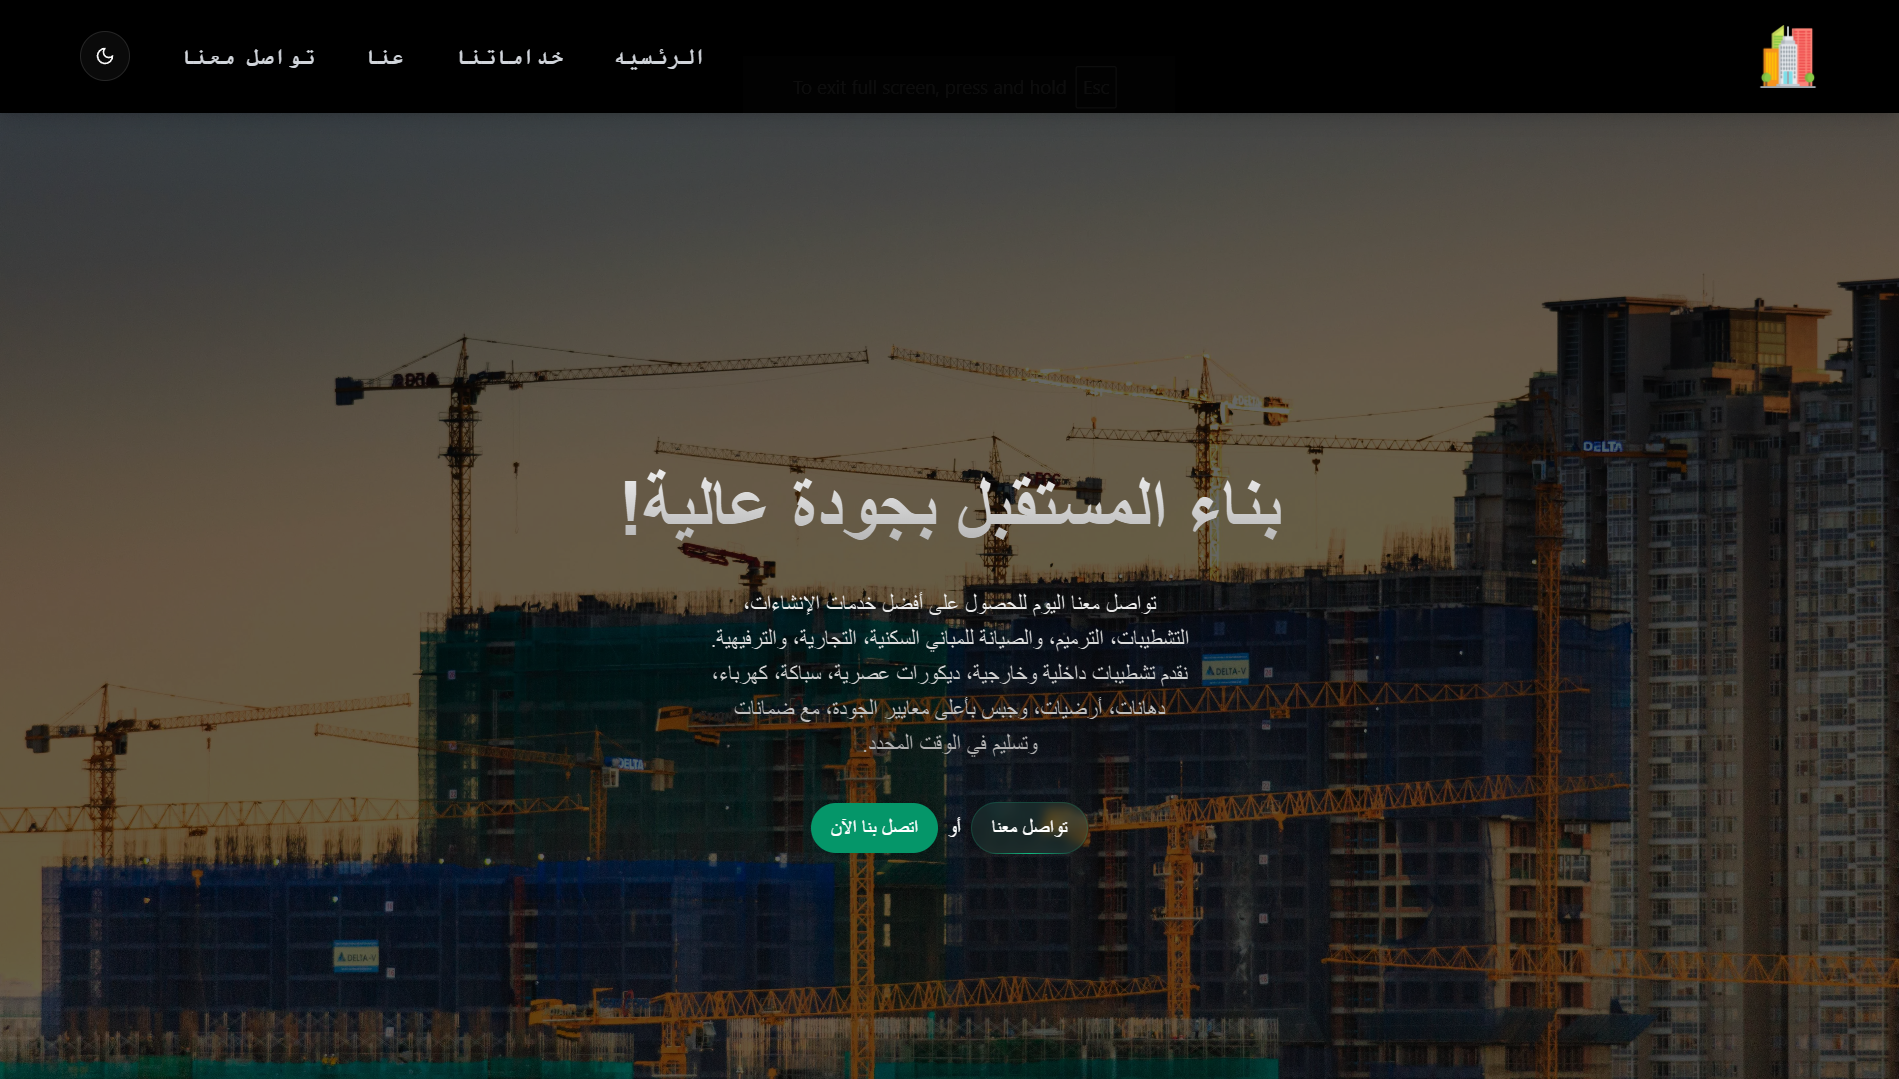 الرئسيه
خداماتنا
عنا
تواصل معنا
To exit full screen, press and hold Esc
DELTA
بناء المستقبل بجودة عالية!
تواصل معنا اليوم للحصول على أفضل خدمات الإنشاءات،
التشطيبات، الترميم، والصيانة للمباني السكنية، التجارية، والترفيهية.
نقدم تشطيبات داخلية وخارجية، ديكورات عصرية، سباكة، كهرباء،
دهانات، أرضيات، وجبس بأعلى معايير الجودة، مع ضمانات
وتسليم في الوقت المحدد.
DELTA-V
DELTA
تواصل معنا
أو
اتصل بنا الآن
DELTA-V